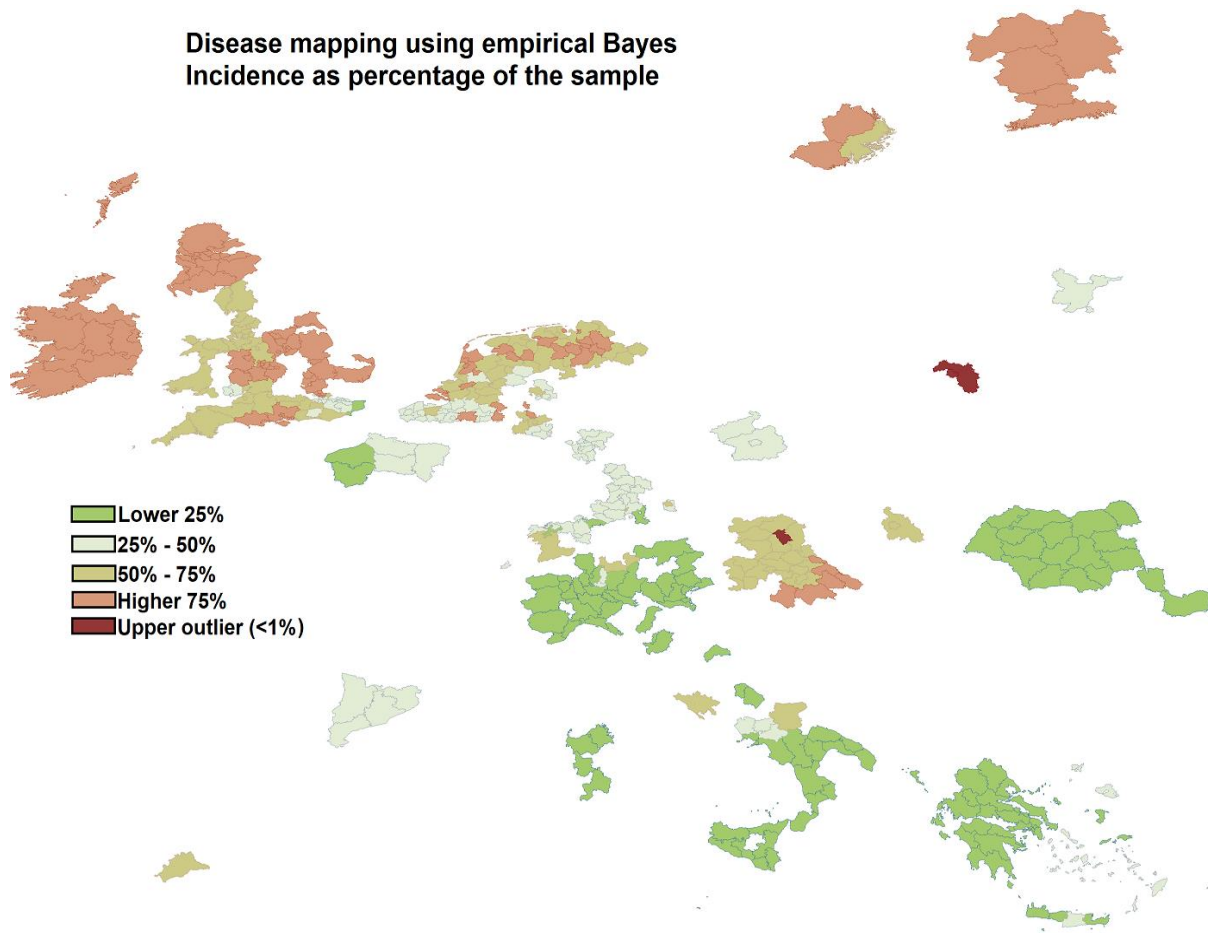 Disease mapping using empirical Bayes
Incidence as percentage of the sample
Lower 25%
25% - 50%
50% - 75%
Higher 75%
Upper outlier (<1%)